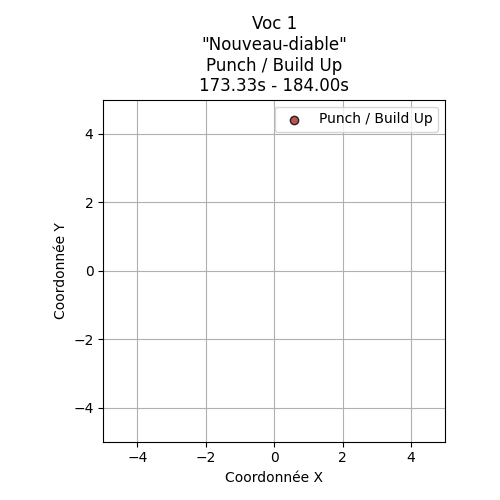 Voc 1
"Nouveau-diable"
Punch / Build Up
173.33s - 184.00s
Punch / Build Up
4
2
0
−2
−4
Coordonnée Y
−4 −2 0 2 4
Coordonnée X